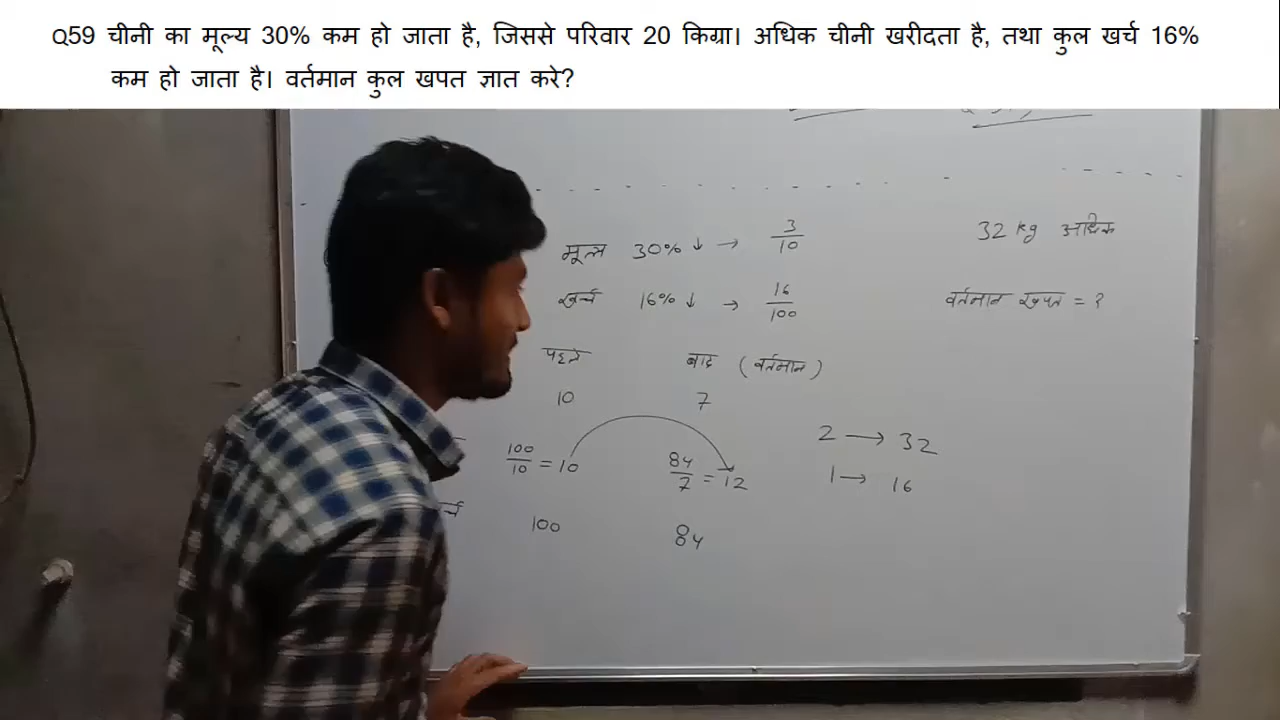 Q59 चीनी का मूल्य 30% कम हो जाता है, जिससे परिवार 20 किग्रा। अधिक चीनी खरीदता है, तथा कुल खर्च 16%
कम हो जाता है। वर्तमान कुल खपत ज्ञात करे?
मूल्य 30% ↓ → 3/10
32 kg अधिक
खर्च 16% ↓ → 16/100
वर्तमान खपत = ?
पहले बाद (वर्तमान)
10 7
100/10 = 10 84/7 = 12
2 → 32
1 → 16
100 84